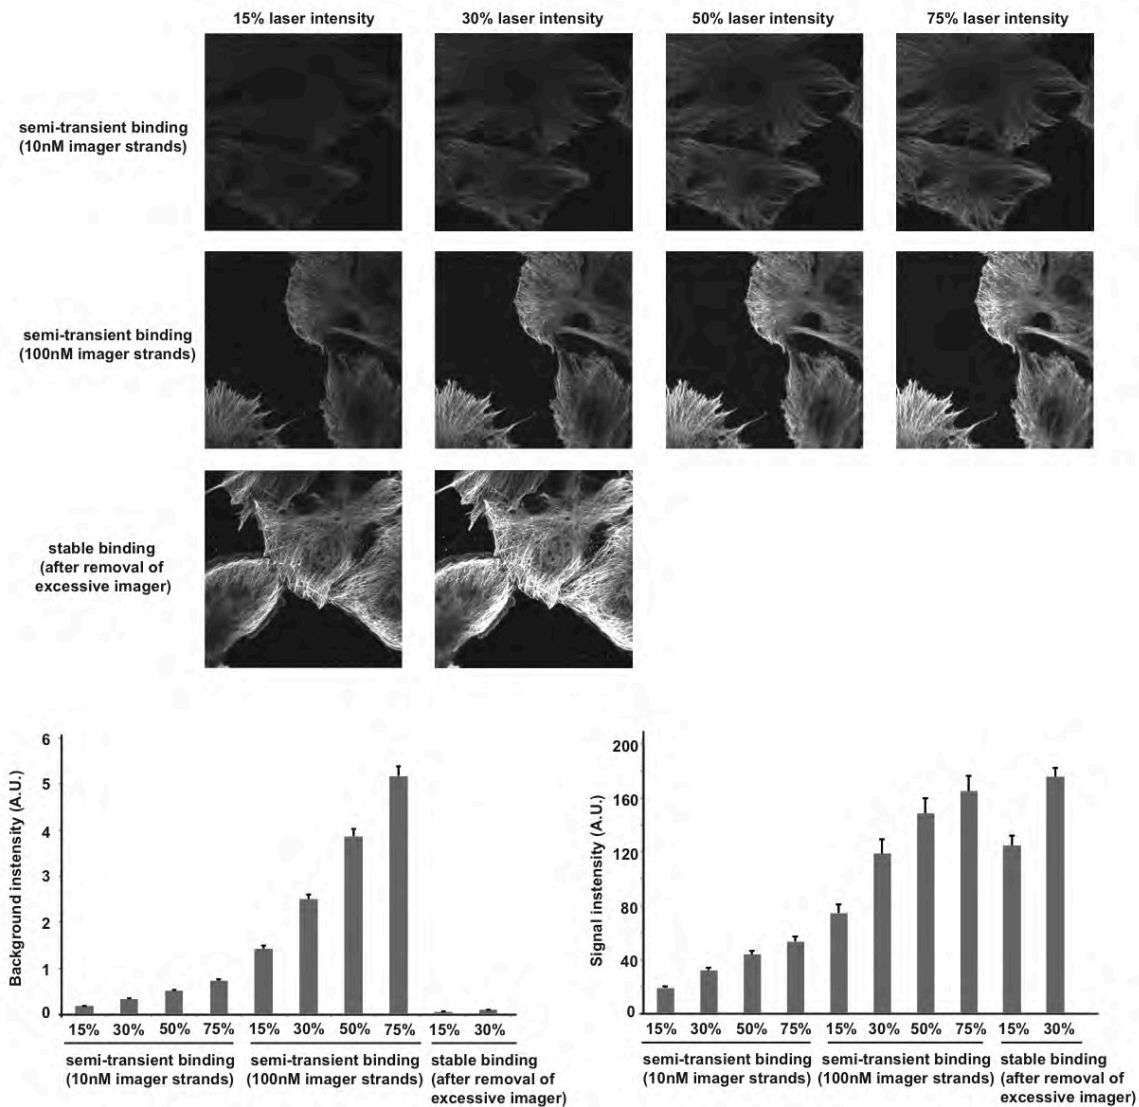 15% laser intensity
30% laser intensity
50% laser intensity
75% laser intensity
semi-transient binding
(10nM imager strands)
semi-transient binding
(100nM imager strands)
stable binding
(after removal of
excessive imager)
Background instensity (A.U.)
6
5
4
3
2
1
0
15% 30% 50% 75% 15% 30% 50% 75% 15% 30%
semi-transient binding
(10nM imager strands)
semi-transient binding
(100nM imager strands)
stable binding
(after removal of
excessive imager)
Signal instensity (A.U.)
200
160
120
80
40
0
15% 30% 50% 75% 15% 30% 50% 75% 15% 30%
semi-transient binding
(10nM imager strands)
semi-transient binding
(100nM imager strands)
stable binding
(after removal of
excessive imager)